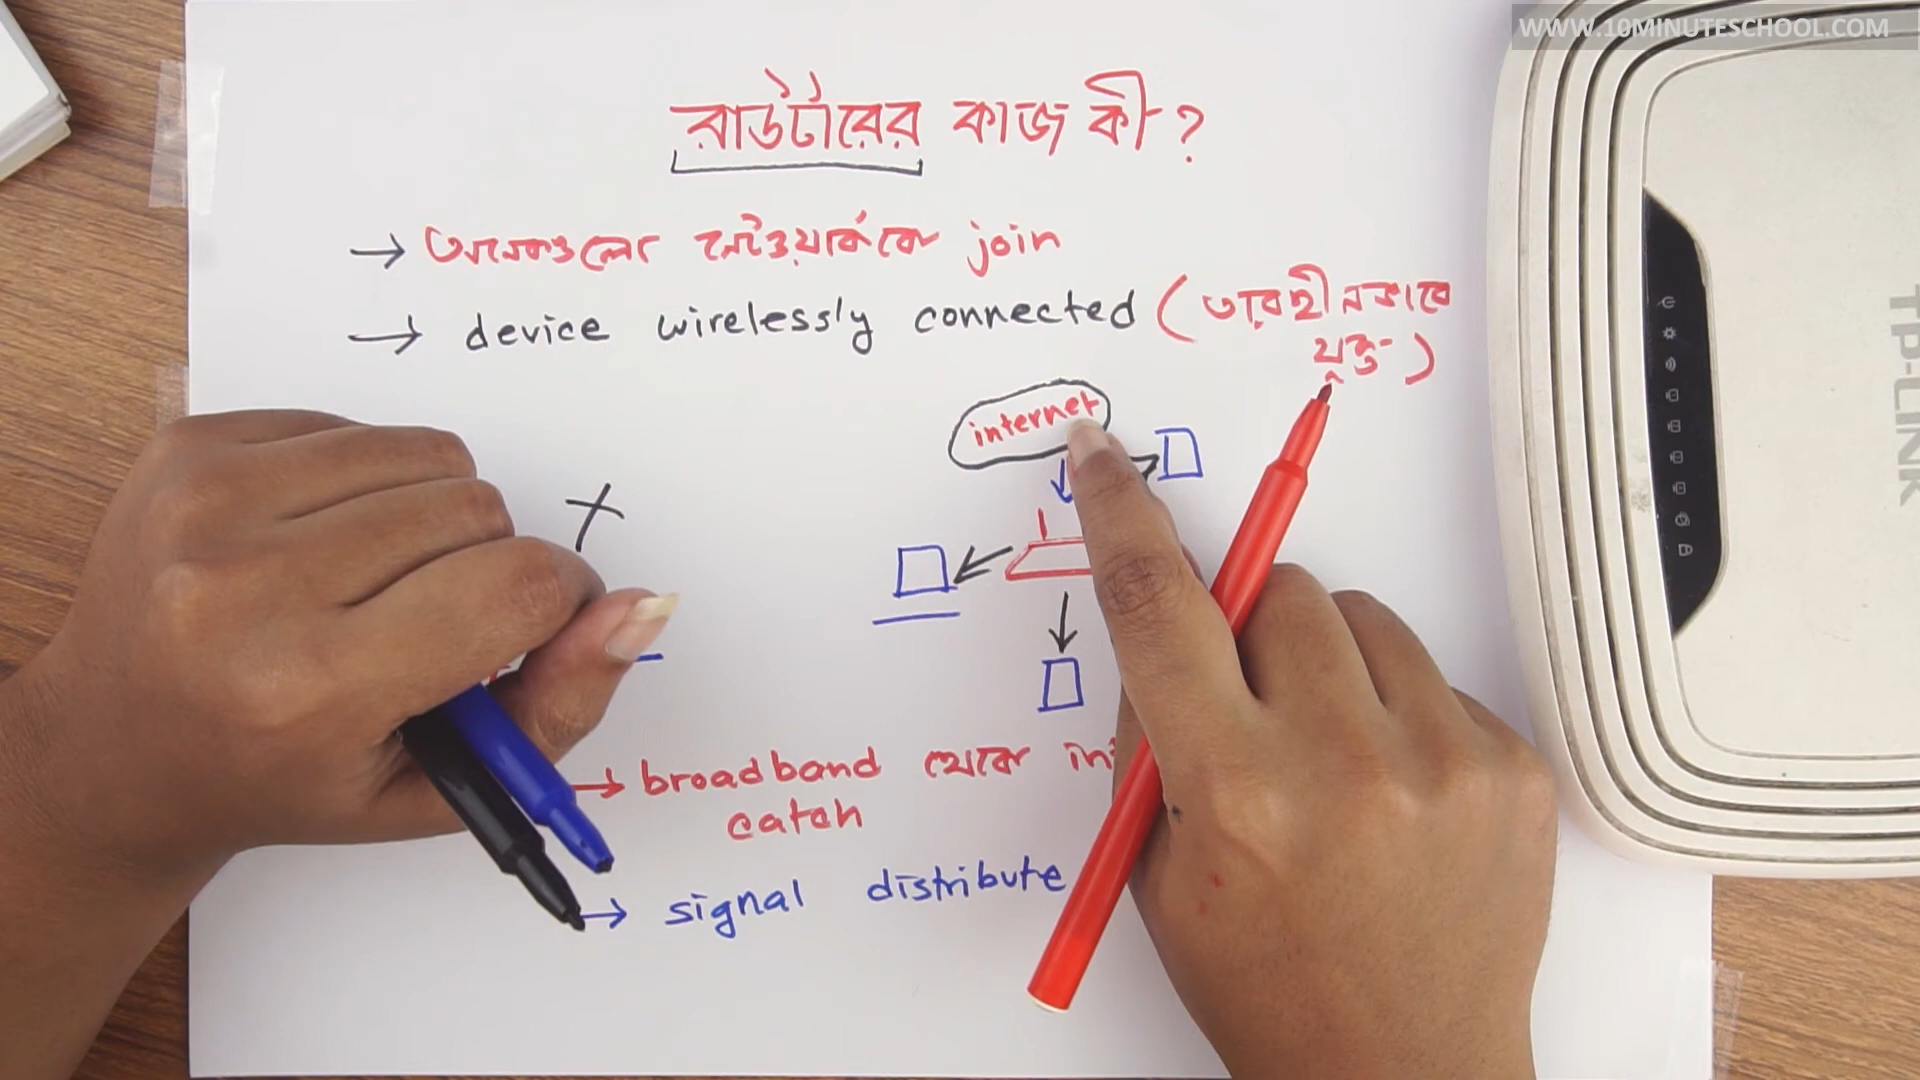 WWW.10MINUTESCHOOL.COM
রাউটারের কাজ কী?
→ অনেকগুলো নেটওয়ার্ককে join
→ device wirelessly connected (তারহীনভাবে
যুক্ত)
internet
→ broadband থেকে
catch
→ signal distribute
TP-LINK